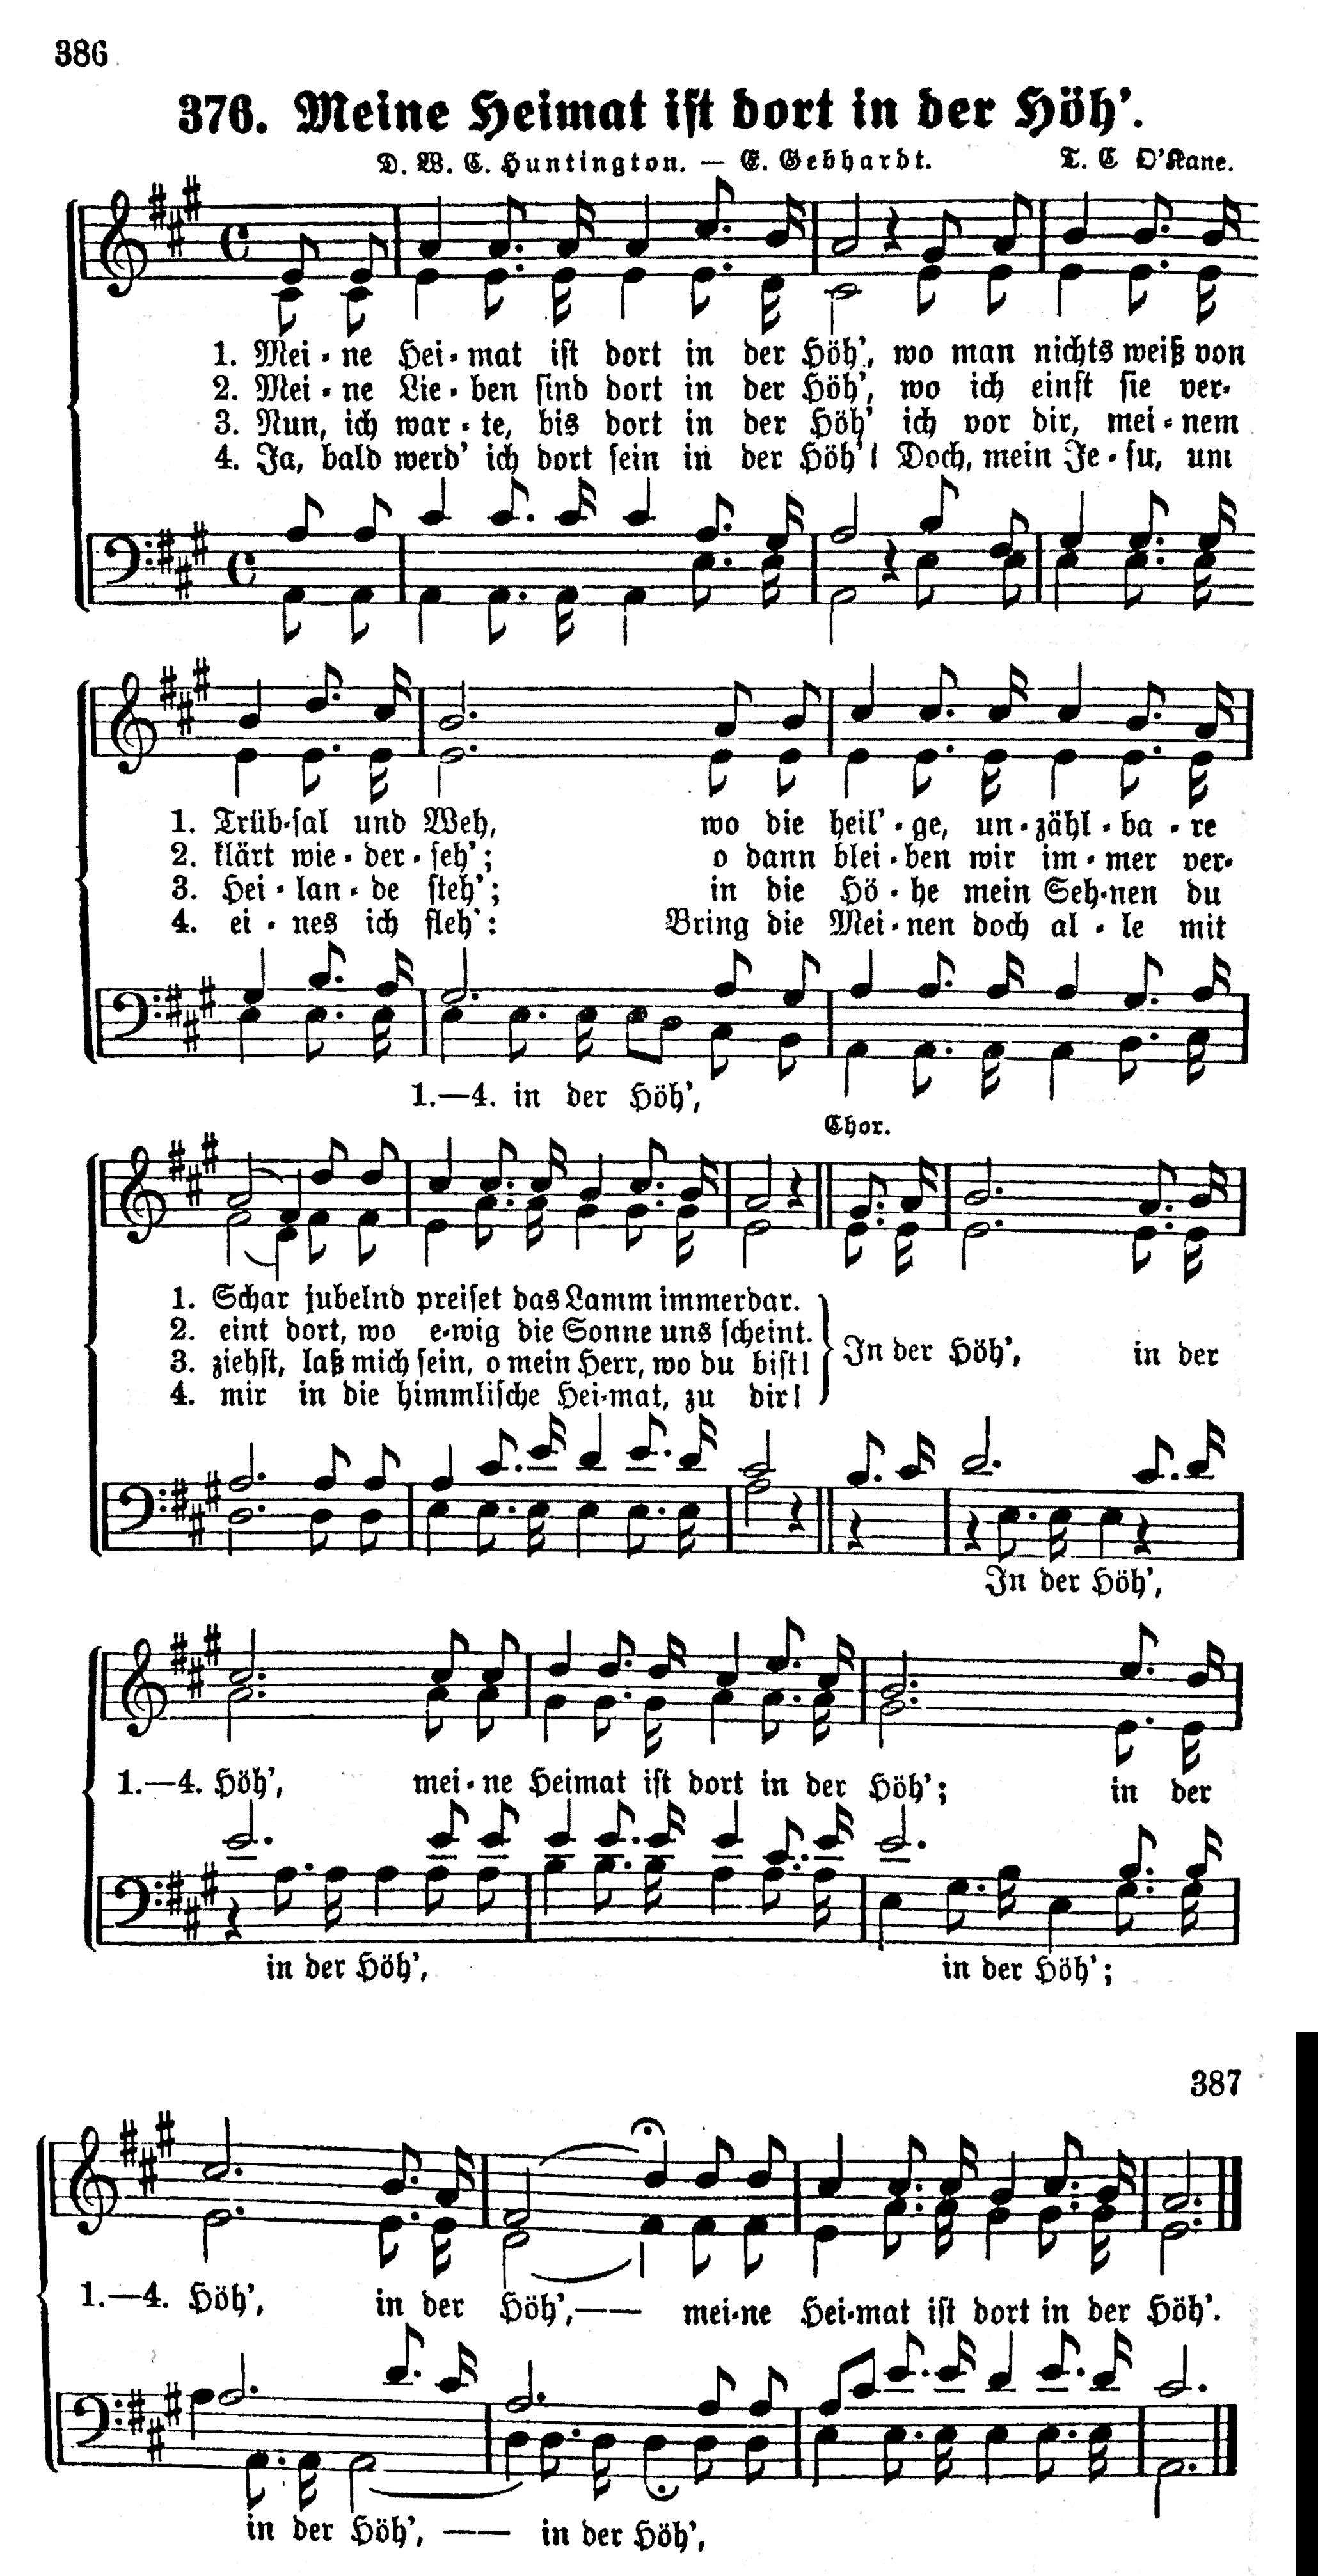 386
376. Meine Heimat ist dort in der Höh’.
D. W. C. Huntington. — E. Gebhardt. T. C O’Kane.
1. Mei-ne Hei-mat ist dort in der Höh’, wo man nichts weiß von
2. Mei-ne Lie-ben sind dort in der Höh’, wo ich einst sie ver-
3. Nun, ich war-te, bis dort in der Höh’ ich vor dir, mei-nem
4. Ja, bald werd’ ich dort sein in der Höh’! Doch, mein Je-su, um
1. Trüb-sal und Weh, wo die heil’-ge, un-zähl-ba-re
2. klärt wie-der-seh’; o dann blei-ben wir im-mer ver-
3. Hei-lan-de steh’; in die Hö-he mein Seh-nen du
4. ei-nes ich fleh’: Bring die Mei-nen doch al-le mit
1.—4. in der Höh’,
Chor.
1. Schar jubelnd preiset das Lamm immerdar.
2. eint dort, wo e-wig die Sonne uns scheint.
3. ziehst, laß mich sein, o mein Herr, wo du bist!
4. mir in die himmlische Hei-mat, zu dir!
In der Höh’, in der
In der Höh’,
1.—4. Höh’, mei-ne Heimat ist dort in der Höh’; in der
in der Höh’, in der Höh’;
387
1.—4. Höh’, in der Höh’,—— mei-ne Hei-mat ist dort in der Höh’.
in der Höh’, —— in der Höh’,